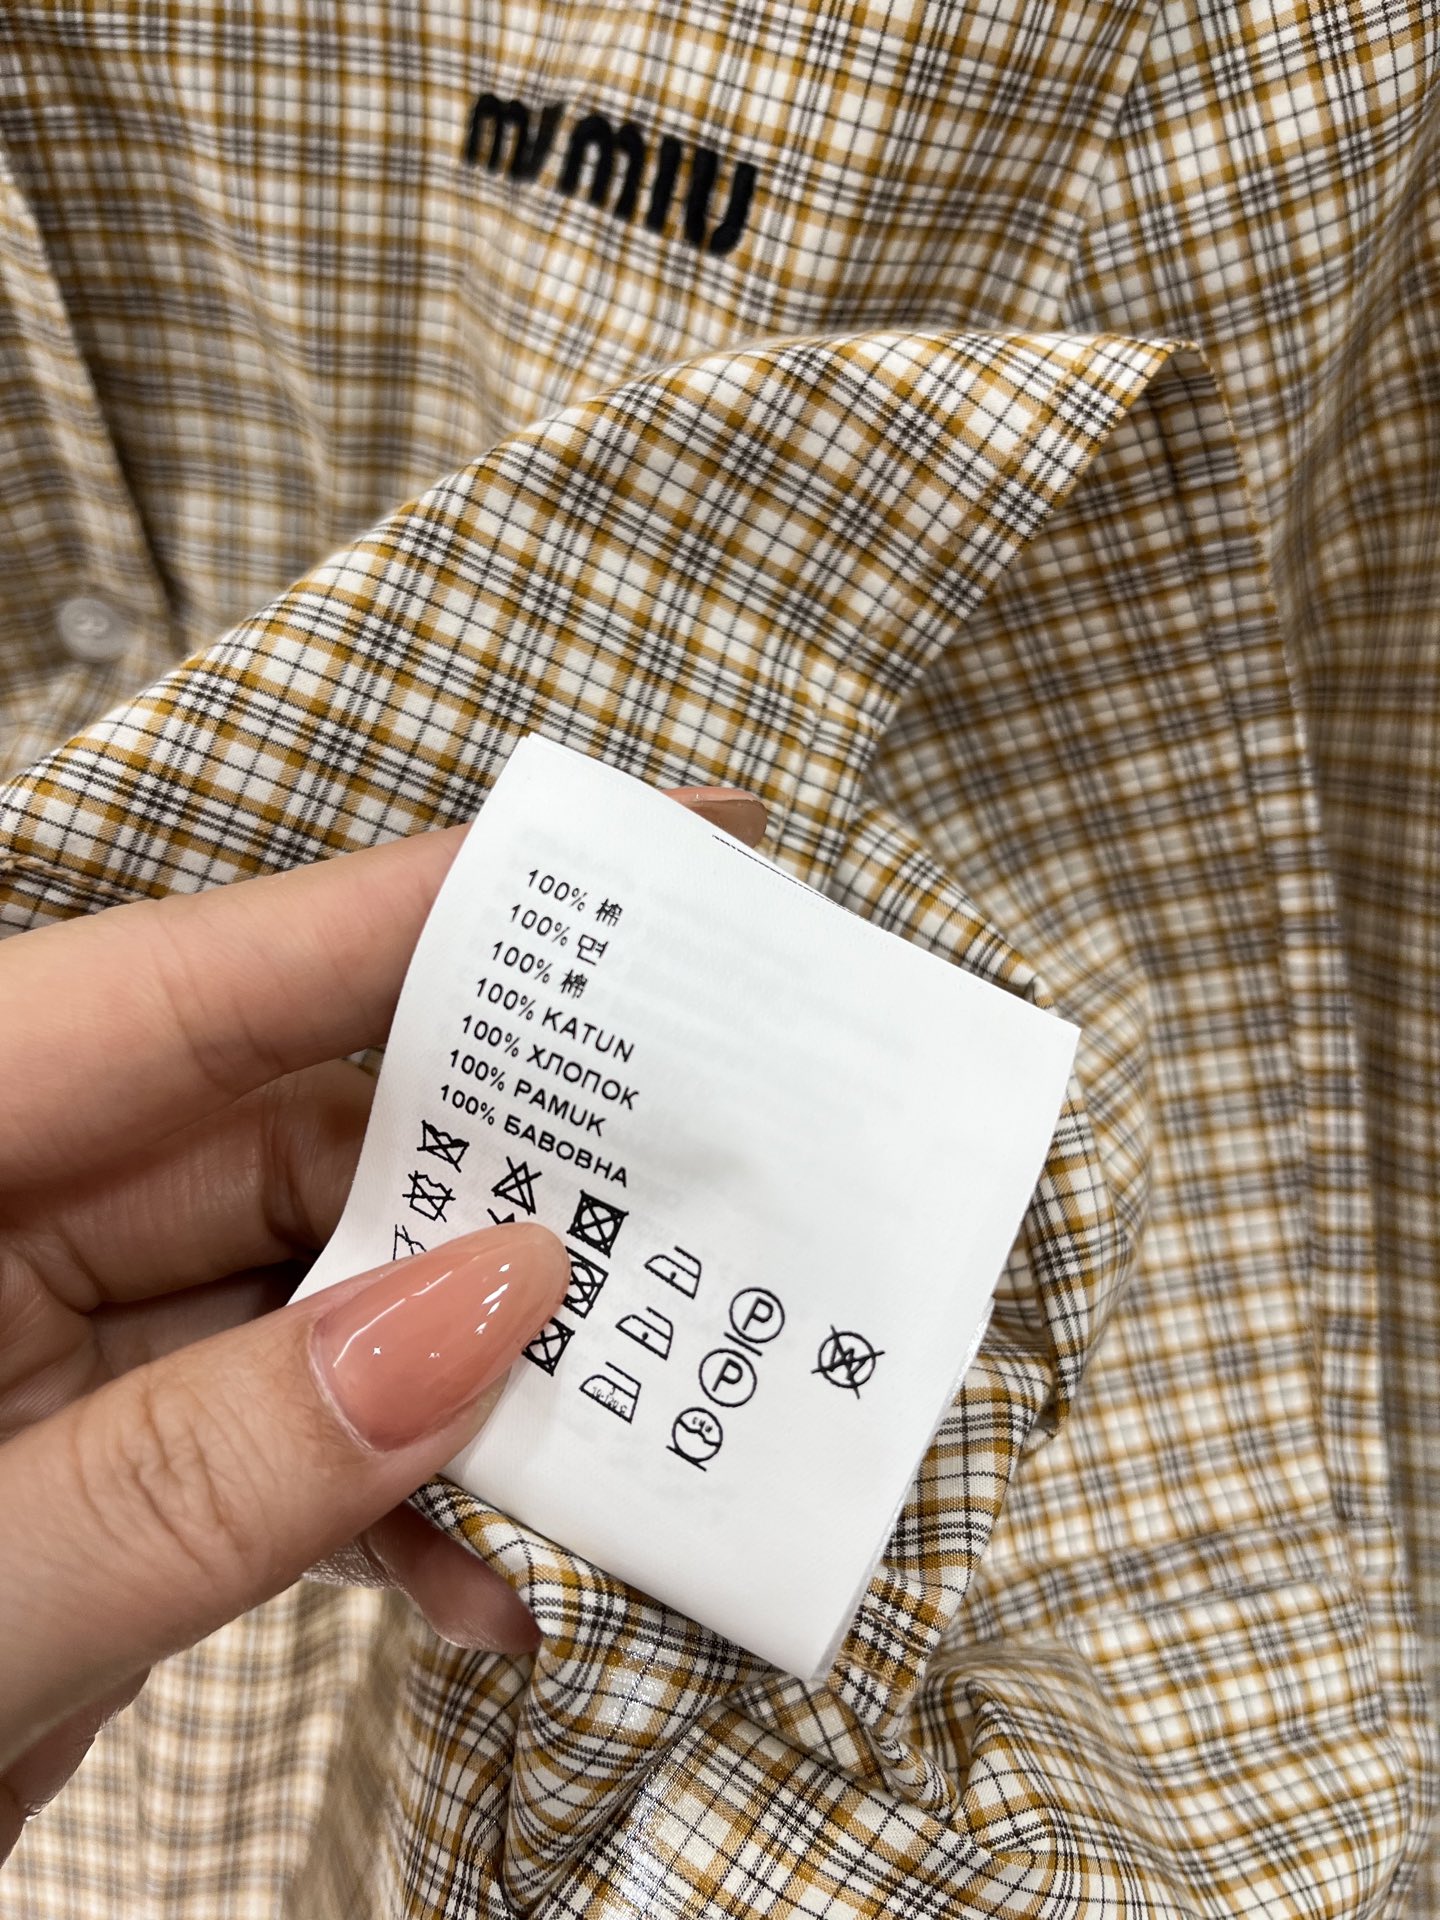 miu miu
100% 棉
100% 면
100% 棉
100% KATUN
100% ХЛОПОК
100% PAMUK
100% БАВОВНА
P
W
P